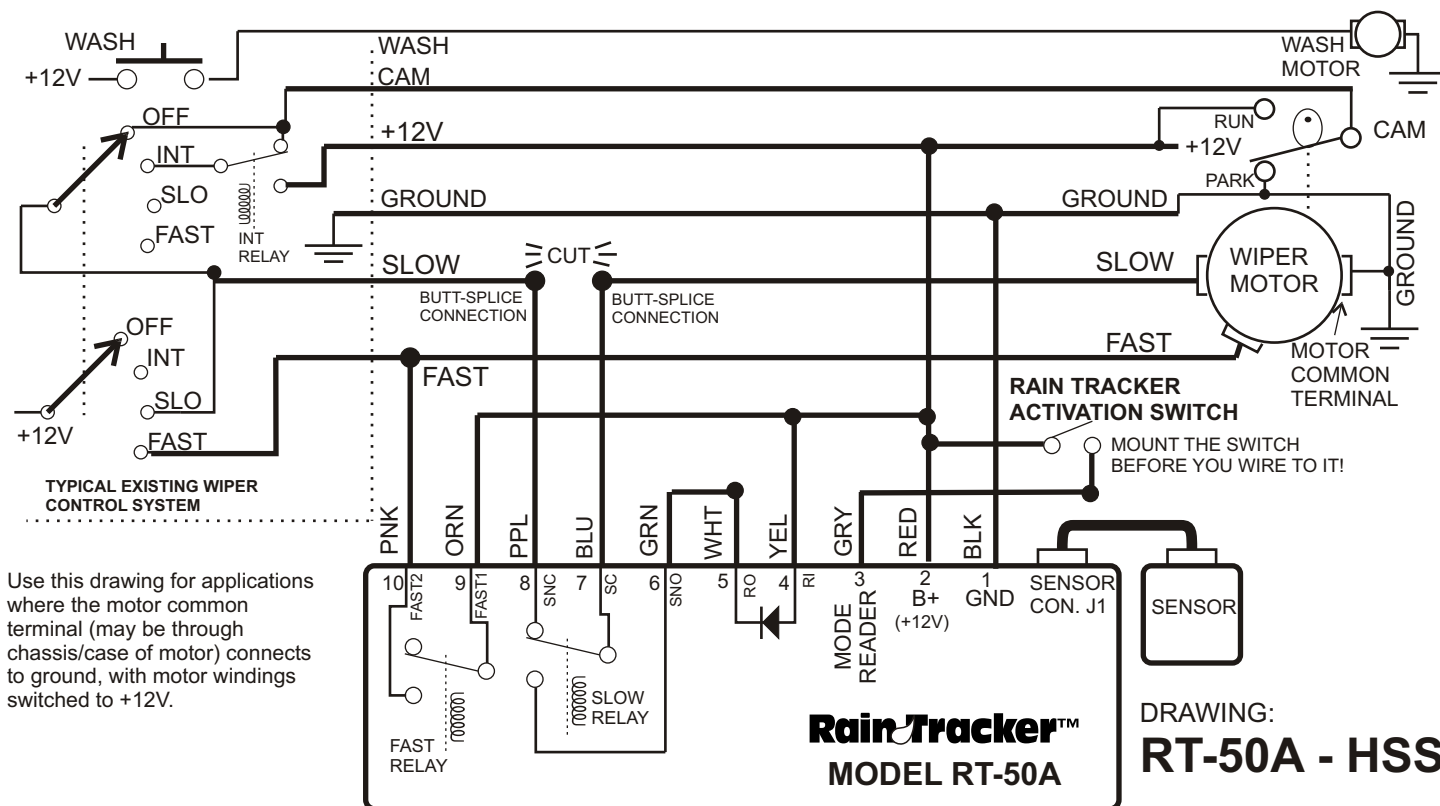 WASH
+12V
WASH
CAM
+12V
GROUND
SLOW
FAST
WASH
MOTOR
RUN
+12V
CAM
PARK
GROUND
GROUND
OFF
INT
SLO
FAST
INT
RELAY
CUT
BUTT-SPLICE
CONNECTION
BUTT-SPLICE
CONNECTION
SLOW
WIPER
MOTOR
FAST
MOTOR
COMMON
TERMINAL
OFF
INT
SLO
FAST
+12V
TYPICAL EXISTING WIPER
CONTROL SYSTEM
RAIN TRACKER
ACTIVATION SWITCH
MOUNT THE SWITCH
BEFORE YOU WIRE TO IT!
PNK
ORN
PPL
BLU
GRN
WHT
YEL
GRY
RED
BLK
10
FAST2
9
FAST1
8
SNC
7
SC
6
SNO
5
RO
4
RI
3
MODE
READER
2
B+
(+12V)
1
GND
SENSOR
CON. J1
SENSOR
Use this drawing for applications
where the motor common
terminal (may be through
chassis/case of motor) connects
to ground, with motor windings
switched to +12V.
FAST
RELAY
SLOW
RELAY
RainTracker™
MODEL RT-50A
DRAWING:
RT-50A - HSS